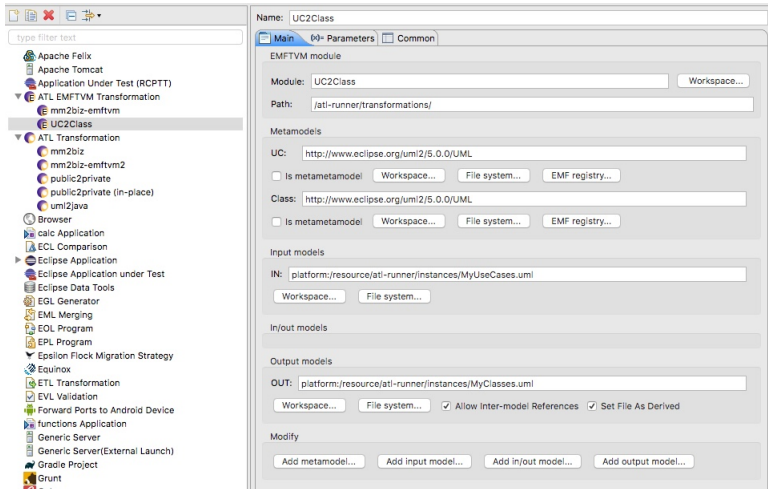 Name: UC2Class
type filter text
Apache Felix
Apache Tomcat
Application Under Test (RCPTT)
ATL EMFTVM Transformation
mm2biz-emftvm
UC2Class
ATL Transformation
mm2biz
mm2biz-emftvm2
public2private
public2private (in-place)
uml2java
Browser
calc Application
ECL Comparison
Eclipse Application
Eclipse Application under Test
Eclipse Data Tools
EGL Generator
EML Merging
EOL Program
EPL Program
Epsilon Flock Migration Strategy
Equinox
ETL Transformation
EVL Validation
Forward Ports to Android Device
functions Application
Generic Server
Generic Server(External Launch)
Gradle Project
Grunt
Main (x)= Parameters Common
EMFTVM module
Module: UC2Class Workspace...
Path: /atl-runner/transformations/
Metamodels
UC: http://www.eclipse.org/uml2/5.0.0/UML
Is metametamodel Workspace... File system... EMF registry...
Class: http://www.eclipse.org/uml2/5.0.0/UML
Is metametamodel Workspace... File system... EMF registry...
Input models
IN: platform:/resource/atl-runner/instances/MyUseCases.uml
Workspace... File system...
In/out models
Output models
OUT: platform:/resource/atl-runner/instances/MyClasses.uml
Workspace... File system... Allow Inter-model References Set File As Derived
Modify
Add metamodel... Add input model... Add in/out model... Add output model...